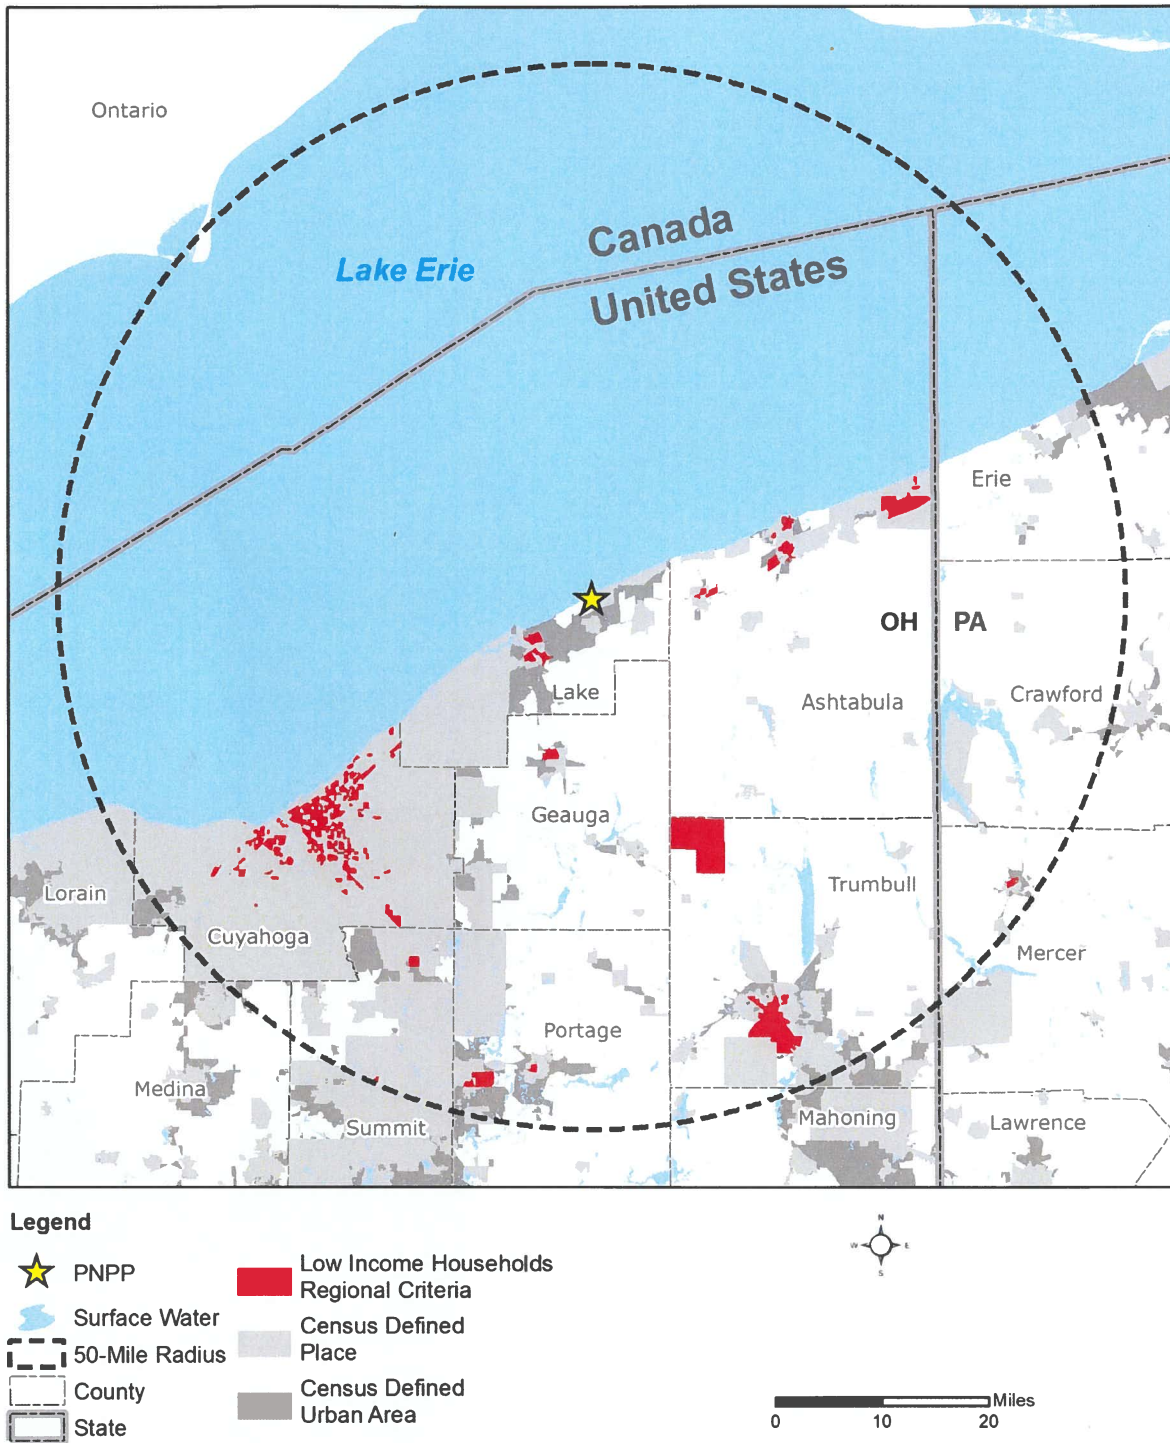 Ontario
Canada
Lake Erie
United States
Erie
OH
PA
Lake
Ashtabula
Crawford
Geauga
Trumbull
Lorain
Cuyahoga
Mercer
Portage
Medina
Summit
Mahoning
Lawrence
Legend
PNPP
Surface Water
50-Mile Radius
County
State
Low Income Households
Regional Criteria
Census Defined
Place
Census Defined
Urban Area
N
W
E
S
Miles
0
10
20